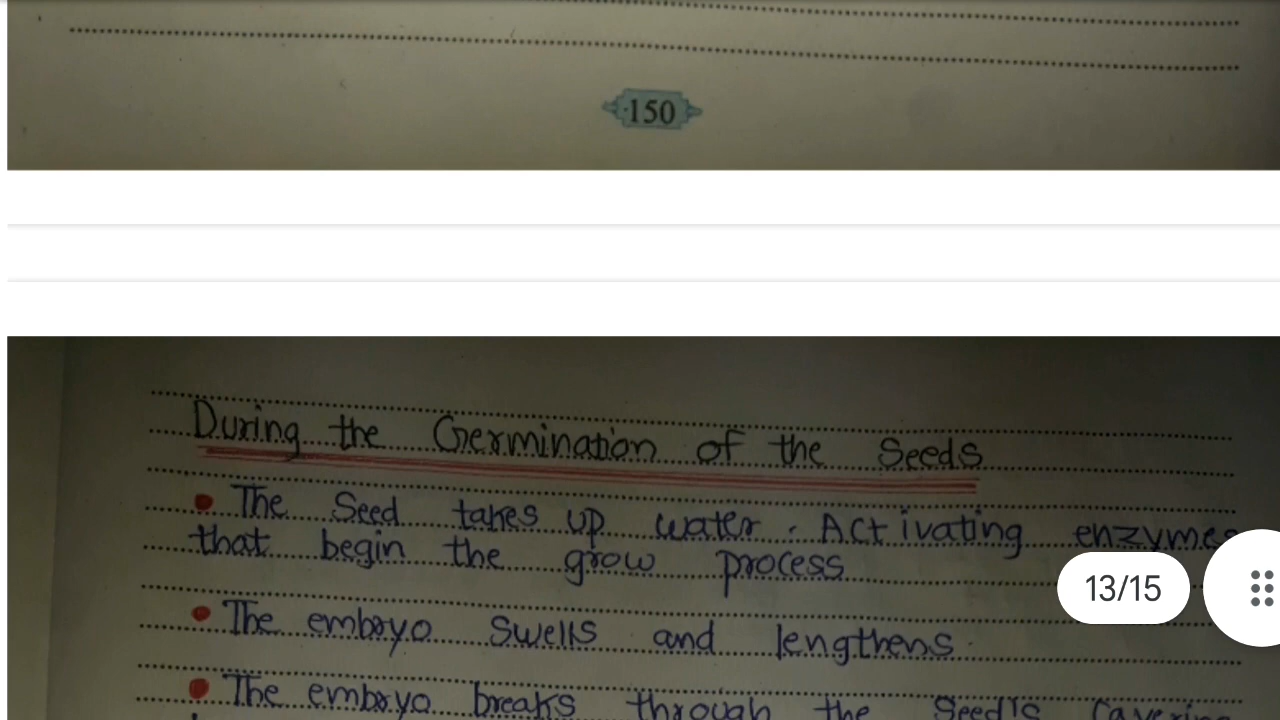 150
During the Germination of the Seeds
The Seed takes up water. Activating enzymes
that begin the grow process
13/15
The embryo swells and lengthens.
The embryo breaks through the seed's